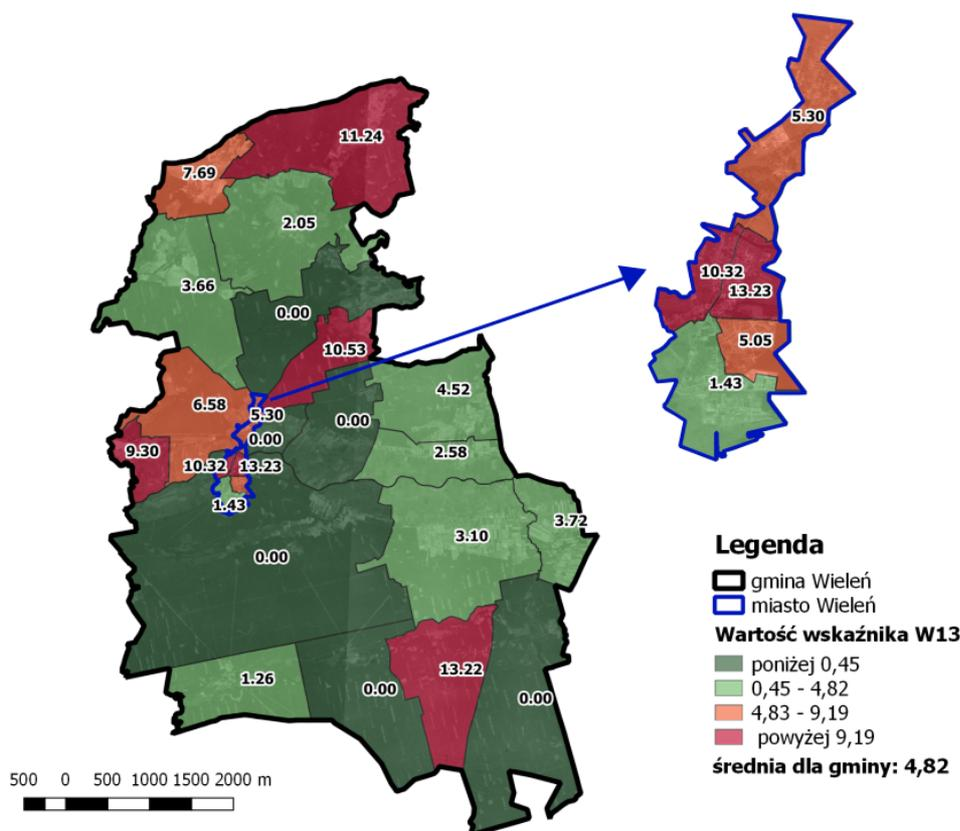 5.30
11.24
7.69
2.05
10.32
3.66
13.23
0.00
5.05
10.53
1.43
4.52
6.58
5.30
0.00
0.00
9.30
2.58
10.32
13.23
1.43
3.72
3.10
0.00
13.22
1.26
0.00
0.00
Legenda
gmina Wieleń
miasto Wieleń
Wartość wskaźnika W13
poniżej 0,45
0,45 - 4,82
4,83 - 9,19
powyżej 9,19
średnia dla gminy: 4,82
500 0 500 1000 1500 2000 m